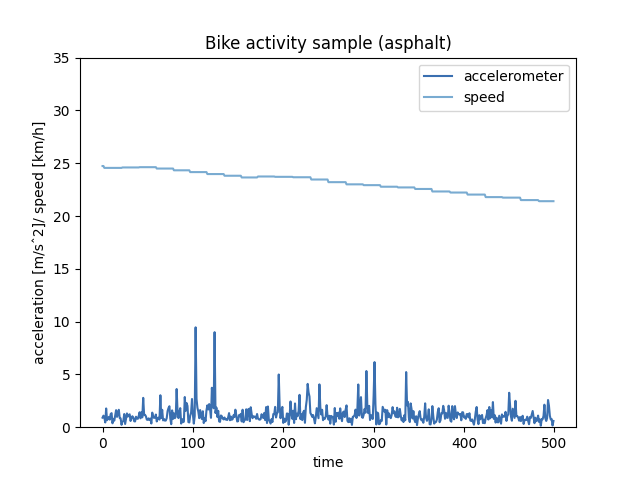 Bike activity sample (asphalt)
accelerometer
speed
35
30
25
20
15
10
5
0
acceleration [m/sˆ2]/ speed [km/h]
0 100 200 300 400 500
time